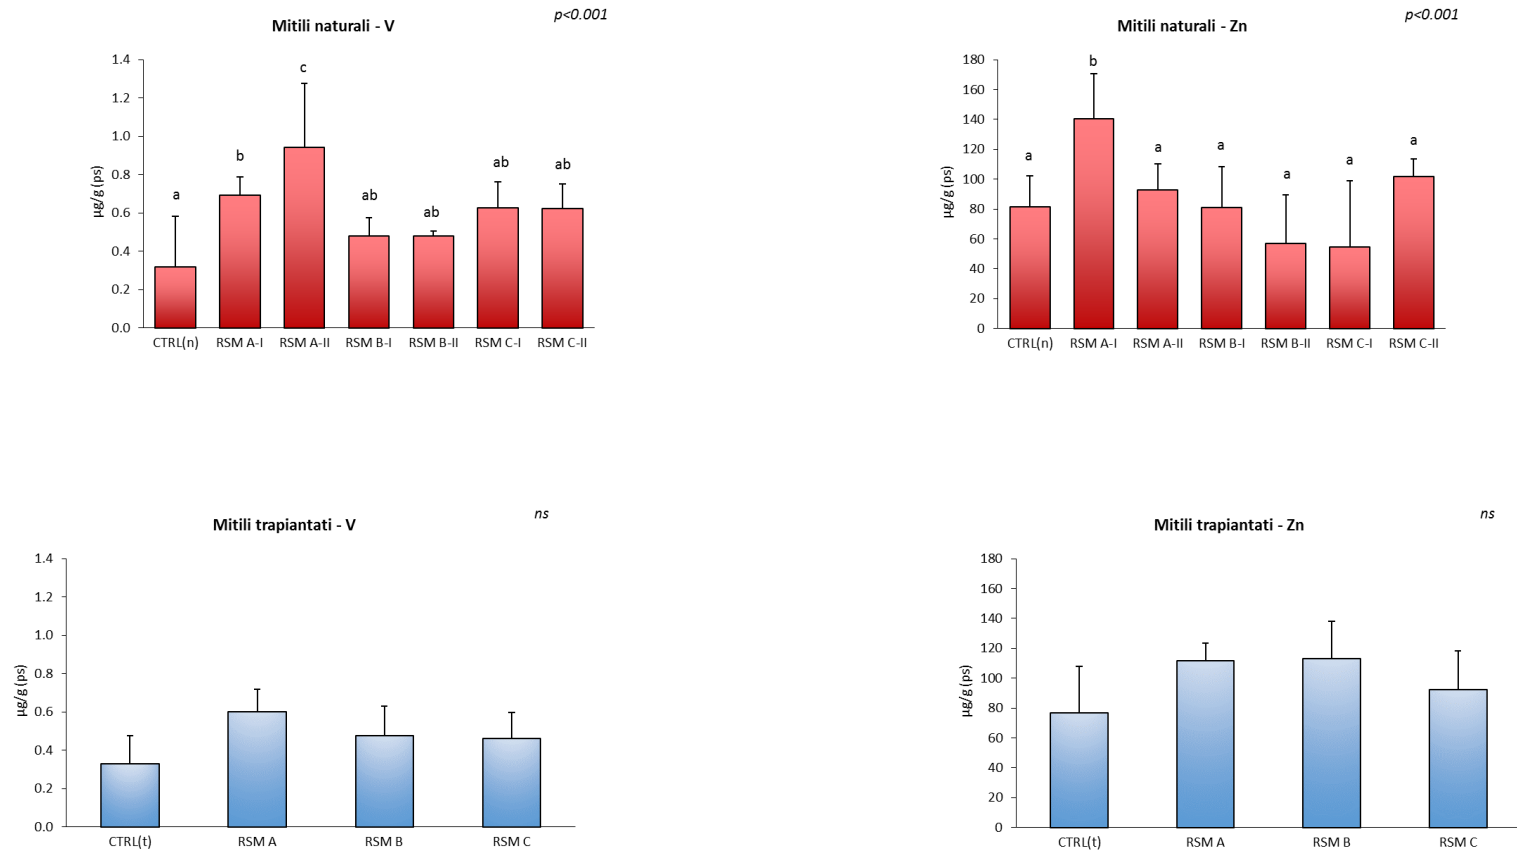 p<0.001
Mitili naturali - V
1.4
1.2
1.0
0.8
0.6
0.4
0.2
0.0
µg/g (ps)
a
b
c
ab
ab
ab
ab
CTRL(n) RSM A-I RSM A-II RSM B-I RSM B-II RSM C-I RSM C-II
p<0.001
Mitili naturali - Zn
180
160
140
120
100
80
60
40
20
0
µg/g (ps)
a
b
a
a
a
a
a
CTRL(n) RSM A-I RSM A-II RSM B-I RSM B-II RSM C-I RSM C-II
ns
Mitili trapiantati - V
1.4
1.2
1.0
0.8
0.6
0.4
0.2
0.0
µg/g (ps)
CTRL(t) RSM A RSM B RSM C
ns
Mitili trapiantati - Zn
180
160
140
120
100
80
60
40
20
0
µg/g (ps)
CTRL(t) RSM A RSM B RSM C